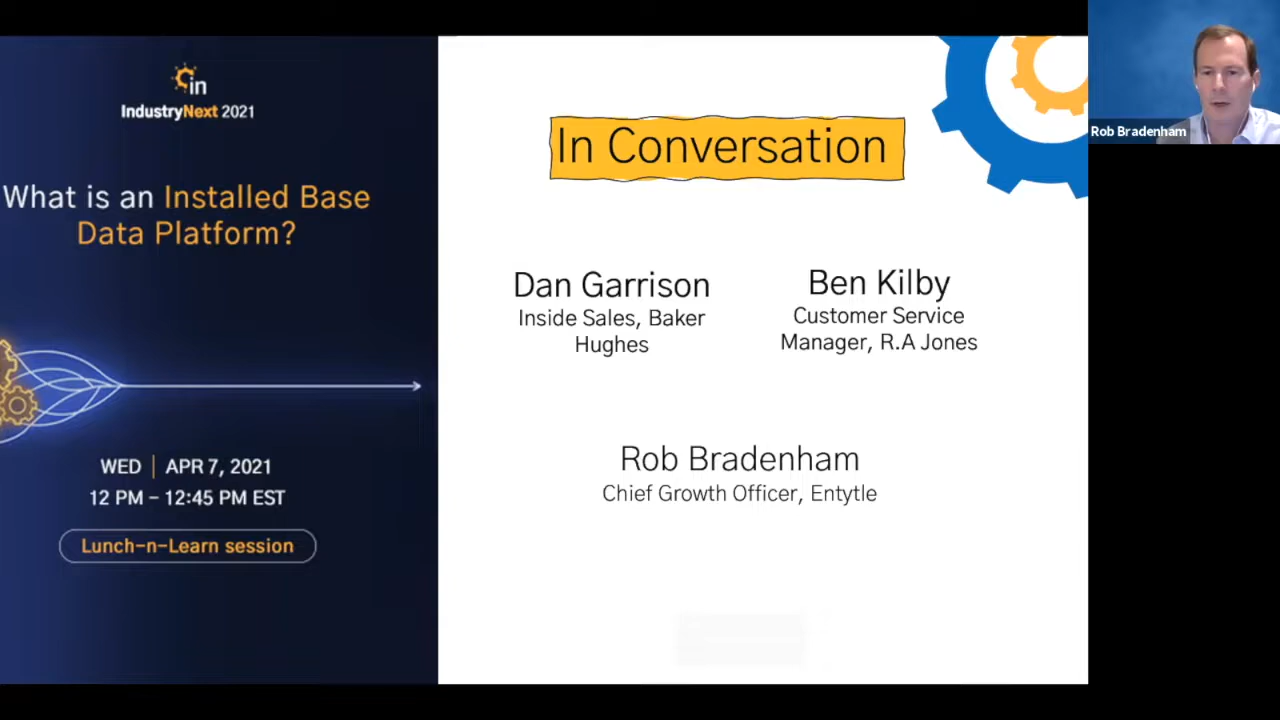 in
IndustryNext 2021
What is an Installed Base
Data Platform?
WED | APR 7, 2021
12 PM – 12:45 PM EST
Lunch-n-Learn session
In Conversation
Dan Garrison
Inside Sales, Baker
Hughes
Ben Kilby
Customer Service
Manager, R.A Jones
Rob Bradenham
Chief Growth Officer, Entytle
Rob Bradenham